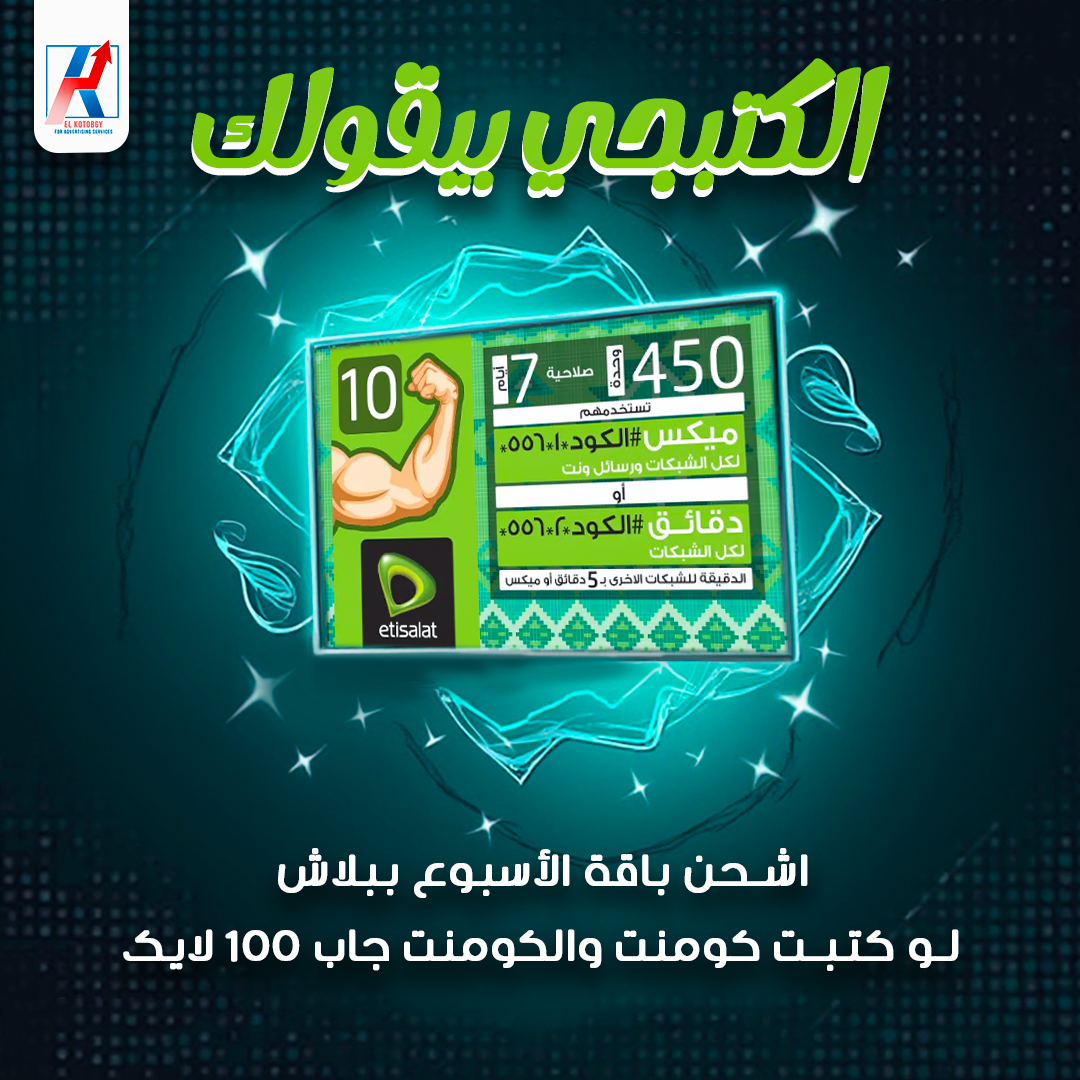 EL KOTOBGY
FOR ADVERTISING SERVICES
الكتبجي بيقولك
10
450 وحدة صلاحية 7 أيام
تستخدمهم
ميكس #الكود*١*٥٥٦*
لكل الشبكات ورسائل ونت
أو
دقائق #الكود*٢*٥٥٦*
لكل الشبكات
الدقيقة للشبكات الاخرى بـ 5 دقائق أو ميكس
etisalat
اشحن باقة الأسبوع ببلاش
لو كتبت كومنت والكومنت جاب 100 لايك